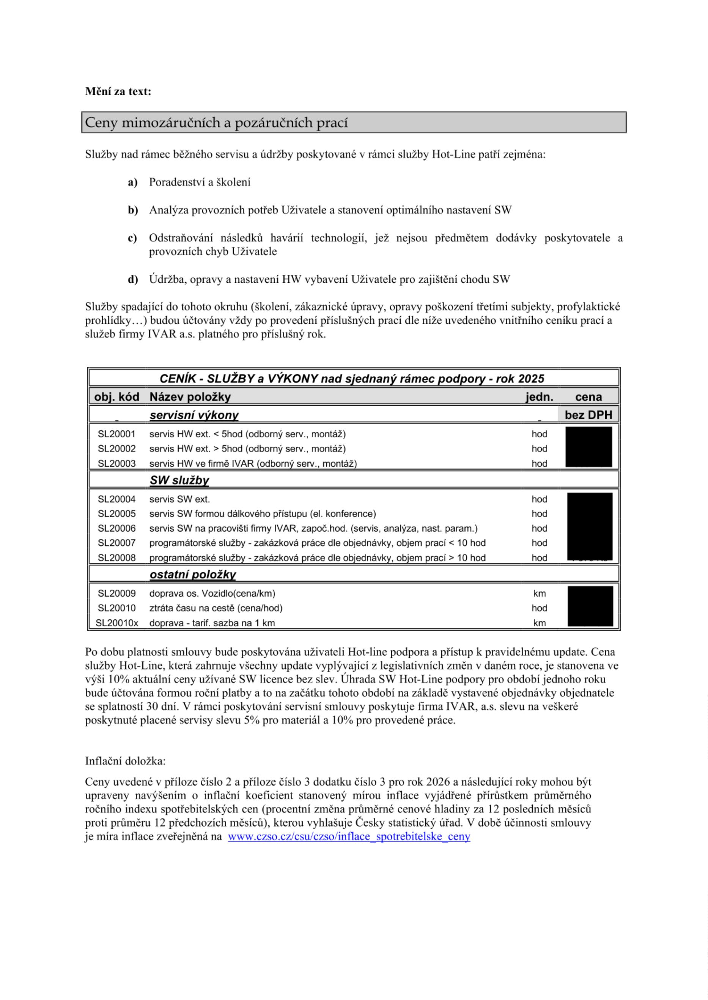 Mění za text:
Ceny mimozáručních a pozáručních prací
Služby nad rámec běžného servisu a údržby poskytované v rámci služby Hot-Line patří zejména:
a) Poradenství a školení
b) Analýza provozních potřeb Uživatele a stanovení optimálního nastavení SW
c) Odstraňování následků havárií technologií, jež nejsou předmětem dodávky poskytovatele a
provozních chyb Uživatele
d) Údržba, opravy a nastavení HW vybavení Uživatele pro zajištění chodu SW
Služby spadající do tohoto okruhu (školení, zákaznické úpravy, opravy poškození třetími subjekty, profylaktické
prohlídky…) budou účtovány vždy po provedení příslušných prací dle níže uvedeného vnitřního ceníku prací a
služeb firmy IVAR a.s. platného pro příslušný rok.
CENÍK - SLUŽBY a VÝKONY nad sjednaný rámec podpory - rok 2025
obj. kód Název položky jedn. cena
_ servisní výkony _ bez DPH
SL20001 servis HW ext. < 5hod (odborný serv., montáž) hod
SL20002 servis HW ext. > 5hod (odborný serv., montáž) hod
SL20003 servis HW ve firmě IVAR (odborný serv., montáž) hod
SW služby
SL20004 servis SW ext. hod
SL20005 servis SW formou dálkového přístupu (el. konference) hod
SL20006 servis SW na pracovišti firmy IVAR, započ.hod. (servis, analýza, nast. param.) hod
SL20007 programátorské služby - zakázková práce dle objednávky, objem prací < 10 hod hod
SL20008 programátorské služby - zakázková práce dle objednávky, objem prací > 10 hod hod
ostatní položky
SL20009 doprava os. Vozidlo(cena/km) km
SL20010 ztráta času na cestě (cena/hod) hod
SL20010x doprava - tarif. sazba na 1 km km
Po dobu platnosti smlouvy bude poskytována uživateli Hot-line podpora a přístup k pravidelnému update. Cena
služby Hot-Line, která zahrnuje všechny update vyplývající z legislativních změn v daném roce, je stanovena ve
výši 10% aktuální ceny užívané SW licence bez slev. Úhrada SW Hot-Line podpory pro období jednoho roku
bude účtována formou roční platby a to na začátku tohoto období na základě vystavené objednávky objednatele
se splatností 30 dní. V rámci poskytování servisní smlouvy poskytuje firma IVAR, a.s. slevu na veškeré
poskytnuté placené servisy slevu 5% pro materiál a 10% pro provedené práce.
Inflační doložka:
Ceny uvedené v příloze číslo 2 a příloze číslo 3 dodatku číslo 3 pro rok 2026 a následující roky mohou být
upraveny navýšením o inflační koeficient stanovený mírou inflace vyjádřené přírůstkem průměrného
ročního indexu spotřebitelských cen (procentní změna průměrné cenové hladiny za 12 posledních měsíců
proti průměru 12 předchozích měsíců), kterou vyhlašuje Česky statistický úřad. V době účinnosti smlouvy
je míra inflace zveřejněná na www.czso.cz/csu/czso/inflace_spotrebitelske_ceny